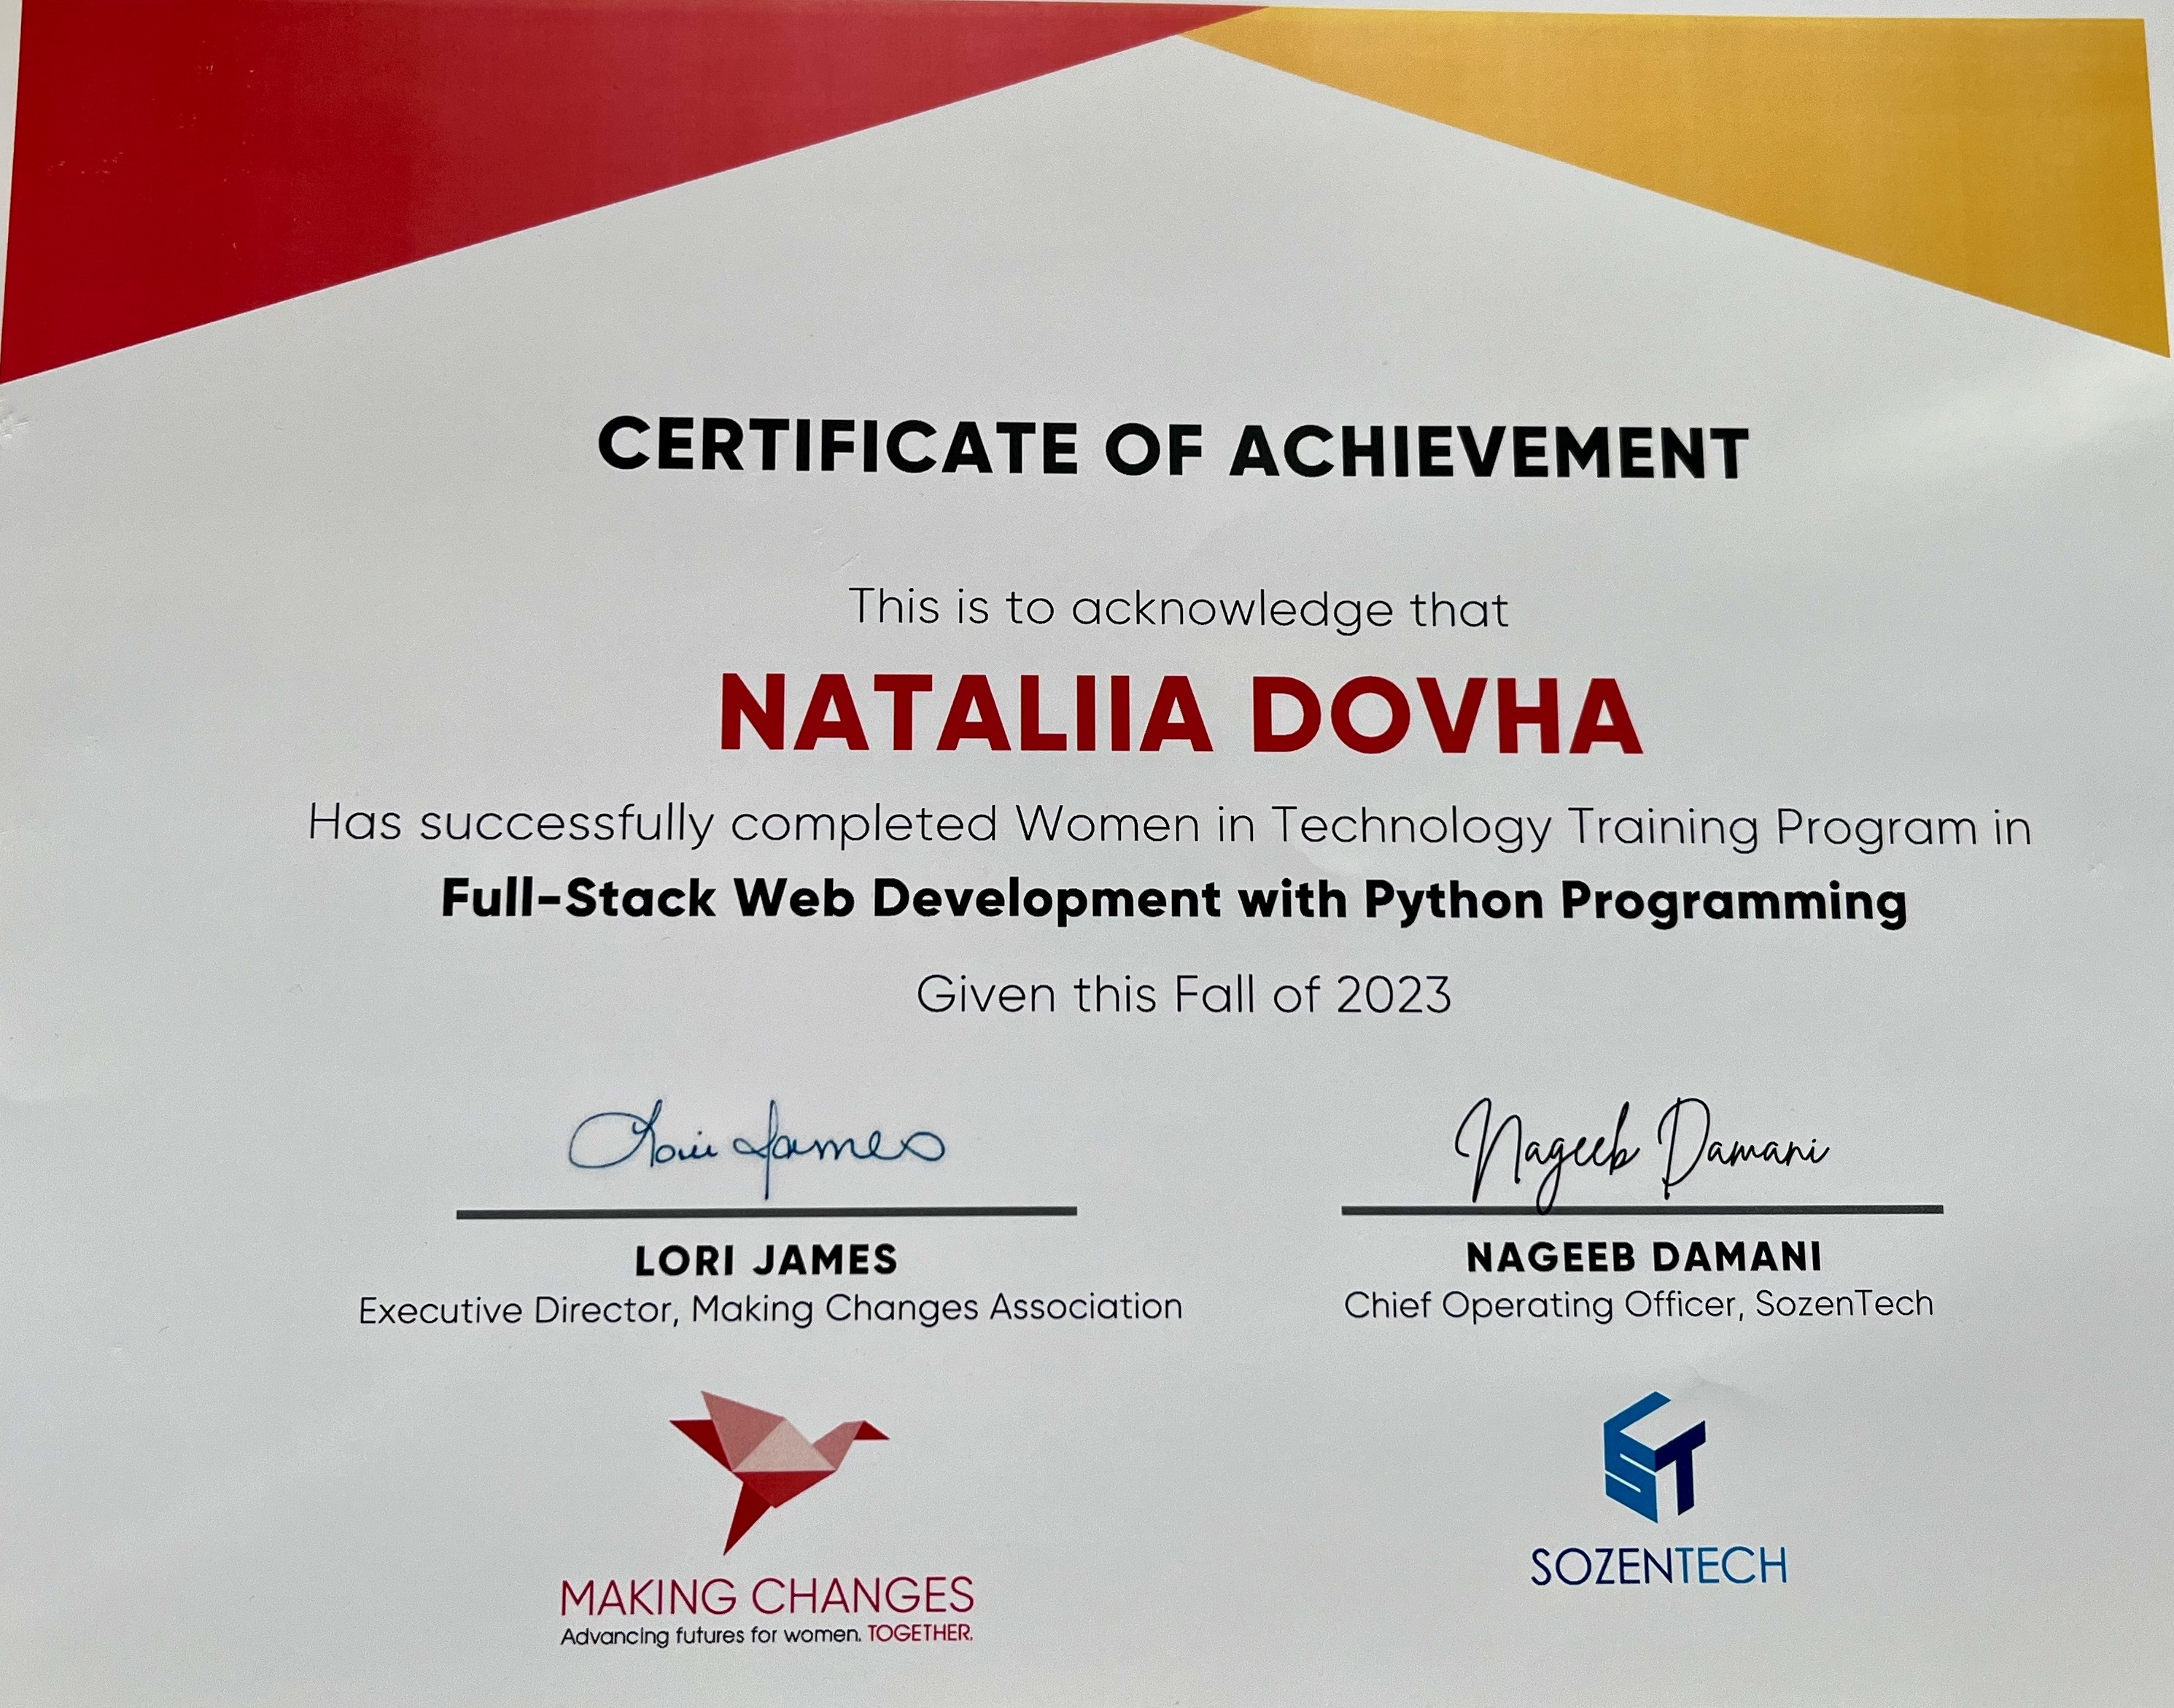 CERTIFICATE OF ACHIEVEMENT
This is to acknowledge that
NATALIIA DOVHA
Has successfully completed Women in Technology Training Program in
Full-Stack Web Development with Python Programming
Given this Fall of 2023
Lori James
Nageeb Damani
LORI JAMES
Executive Director, Making Changes Association
NAGEEB DAMANI
Chief Operating Officer, SozenTech
MAKING CHANGES
Advancing futures for women. TOGETHER.
ST
SOZENTECH